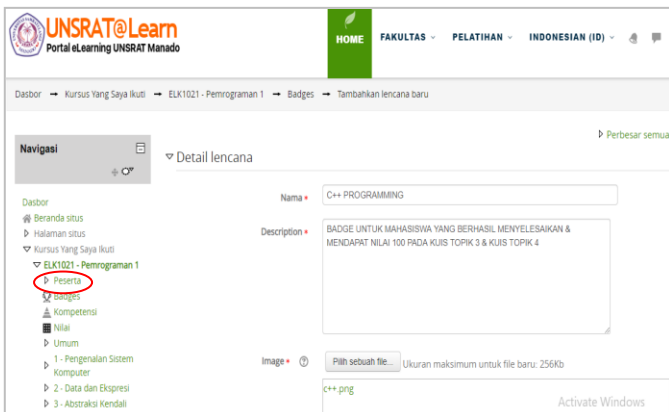 UNSRAT@Learn
Portal eLearning UNSRAT Manado
HOME FAKULTAS PELATIHAN INDONESIAN (ID)
Dasbor → Kursus Yang Saya Ikuti → ELK1021 - Pemrograman 1 → Badges → Tambahkan lencana baru
Perbesar semua
Navigasi
Detail lencana
Dasbor
Beranda situs
Halaman situs
Kursus Yang Saya Ikuti
ELK1021 - Pemrograman 1
Peserta
Badges
Kompetensi
Nilai
Umum
1 - Pengenalan Sistem
Komputer
2 - Data dan Ekspresi
3 - Abstraksi Kendali
Nama
C++ PROGRAMMING
Description
BADGE UNTUK MAHASISWA YANG BERHASIL MENYELESAIKAN &
MENDAPAT NILAI 100 PADA KUIS TOPIK 3 & KUIS TOPIK 4
Image
Pilih sebuah file... Ukuran maksimum untuk file baru: 256Kb
c++.png
Activate Windows